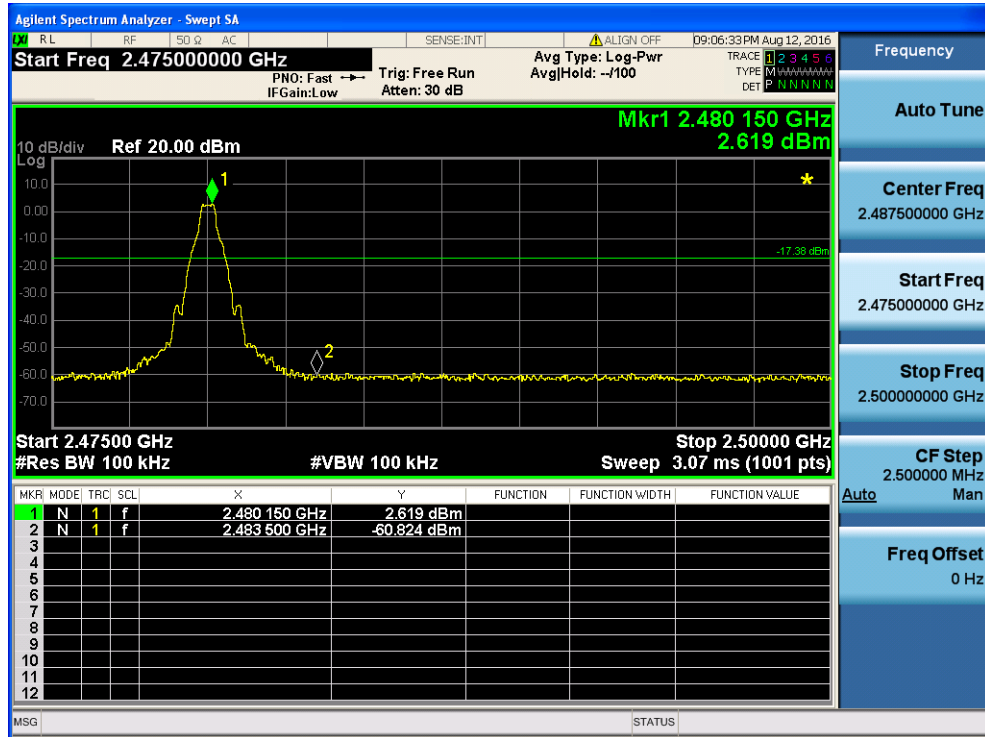 Agilent Spectrum Analyzer - Swept SA
LXI RL RF 50 Ω AC SENSE:INT ALIGN OFF 09:06:33PM Aug 12, 2016
Start Freq 2.475000000 GHz
PNO: Fast
IFGain:Low
Trig: Free Run
Atten: 30 dB
Avg Type: Log-Pwr
Avg|Hold: --/100
TRACE 1 2 3 4 5 6
TYPE M
DET P N N N N N
Mkr1 2.480 150 GHz
2.619 dBm
10 dB/div Ref 20.00 dBm
Log
10.0
0.00
-10.0
-20.0
-30.0
-40.0
-50.0
-60.0
-70.0
1
*
-17.38 dBm
2
Start 2.47500 GHz Stop 2.50000 GHz
#Res BW 100 kHz #VBW 100 kHz Sweep 3.07 ms (1001 pts)
MKR MODE TRC SCL X Y FUNCTION FUNCTION WIDTH FUNCTION VALUE
1 N 1 f 2.480 150 GHz 2.619 dBm
2 N 1 f 2.483 500 GHz -60.824 dBm
3
4
5
6
7
8
9
10
11
12
MSG STATUS
Frequency
Auto Tune
Center Freq
2.487500000 GHz
Start Freq
2.475000000 GHz
Stop Freq
2.500000000 GHz
CF Step
2.500000 MHz
Auto Man
Freq Offset
0 Hz